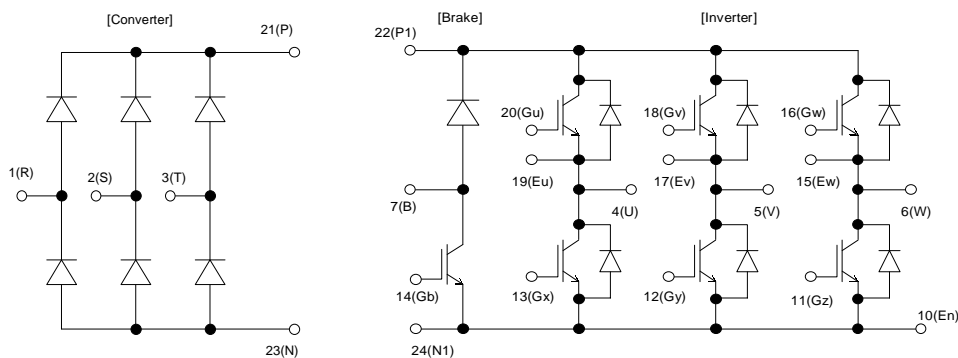 [Converter]
[Brake]
[Inverter]
21(P)
22(P1)
20(Gu)
18(Gv)
16(Gw)
1(R)
2(S)
3(T)
19(Eu)
17(Ev)
15(Ew)
7(B)
4(U)
5(V)
6(W)
14(Gb)
13(Gx)
12(Gy)
11(Gz)
10(En)
23(N)
24(N1)